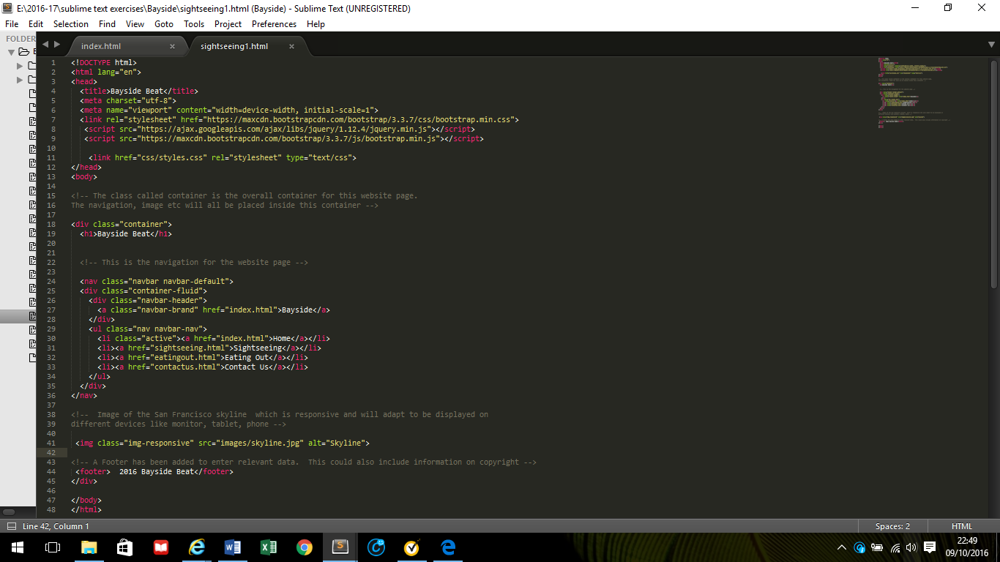 E:\2016-17\sublime text exercises\Bayside\sightseeing1.html (Bayside) - Sublime Text (UNREGISTERED)
File Edit Selection Find View Goto Tools Project Preferences Help
FOLDER
index.html × sightseeing1.html ×
1 <!DOCTYPE html>
2 <html lang="en">
3 <head>
4 <title>Bayside Beat</title>
5 <meta charset="utf-8">
6 <meta name="viewport" content="width=device-width, initial-scale=1">
7 <link rel="stylesheet" href="https://maxcdn.bootstrapcdn.com/bootstrap/3.3.7/css/bootstrap.min.css">
8 <script src="https://ajax.googleapis.com/ajax/libs/jquery/1.12.4/jquery.min.js"></script>
9 <script src="https://maxcdn.bootstrapcdn.com/bootstrap/3.3.7/js/bootstrap.min.js"></script>
10
11 <link href="css/styles.css" rel="stylesheet" type="text/css">
12 </head>
13 <body>
14
15 <!-- The class called container is the overall container for this website page.
16 The navigation, image etc will all be placed inside this container -->
17
18 <div class="container">
19 <h1>Bayside Beat</h1>
20
21
22 <!-- This is the navigation for the website page -->
23
24 <nav class="navbar navbar-default">
25 <div class="container-fluid">
26 <div class="navbar-header">
27 <a class="navbar-brand" href="index.html">Bayside</a>
28 </div>
29 <ul class="nav navbar-nav">
30 <li class="active"><a href="index.html">Home</a></li>
31 <li><a href="sightseeing.html">Sightseeing</a></li>
32 <li><a href="eatingout.html">Eating Out</a></li>
33 <li><a href="contactus.html">Contact Us</a></li>
34 </ul>
35 </div>
36 </nav>
37
38 <!-- Image of the San Francisco skyline which is responsive and will adapt to be displayed on
39 different devices like monitor, tablet, phone -->
40
41 <img class="img-responsive" src="images/skyline.jpg" alt="Skyline">
42
43 <!-- A Footer has been added to enter relevant data. This could also include information on copyright -->
44 <footer> 2016 Bayside Beat</footer>
45 </div>
46
47 </body>
48 </html>
Line 42, Column 1 Spaces: 2 HTML
22:49
09/10/2016